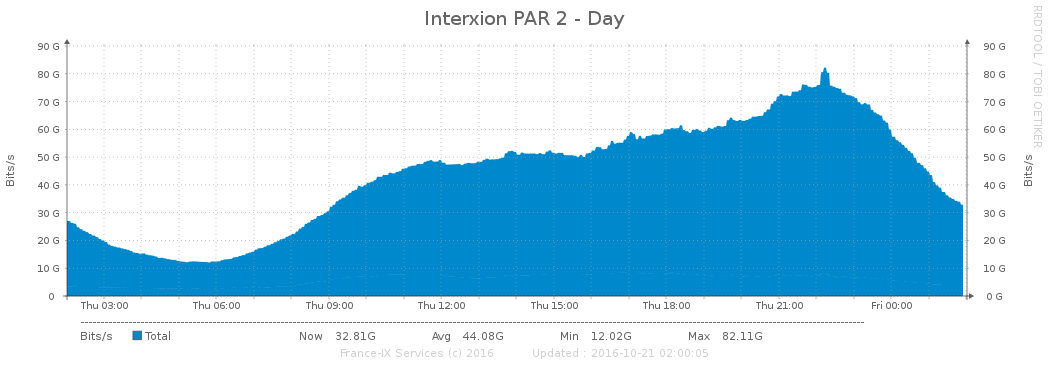 Interxion PAR 2 - Day
RRDTOOL / TOBI OETIKER
Bits/s
90 G
80 G
70 G
60 G
50 G
40 G
30 G
20 G
10 G
0
90 G
80 G
70 G
60 G
50 G
40 G
30 G
20 G
10 G
0 G
Bits/s
Thu 03:00 Thu 06:00 Thu 09:00 Thu 12:00 Thu 15:00 Thu 18:00 Thu 21:00 Fri 00:00
Bits/s Total Now 32.81G Avg 44.08G Min 12.02G Max 82.11G
France-IX Services (c) 2016 Updated : 2016-10-21 02:00:05